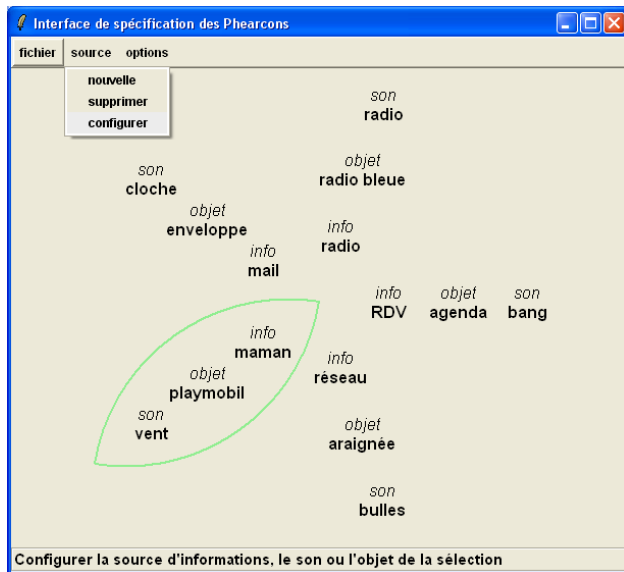 Interface de spécification des Phearcons
fichier source options
nouvelle
supprimer
configurer
son
radio
objet
radio bleue
info
radio
son
cloche
objet
enveloppe
info
mail
info
RDV
objet
agenda
son
bang
info
maman
objet
playmobil
son
vent
info
réseau
objet
araignée
son
bulles
Configurer la source d'informations, le son ou l'objet de la sélection